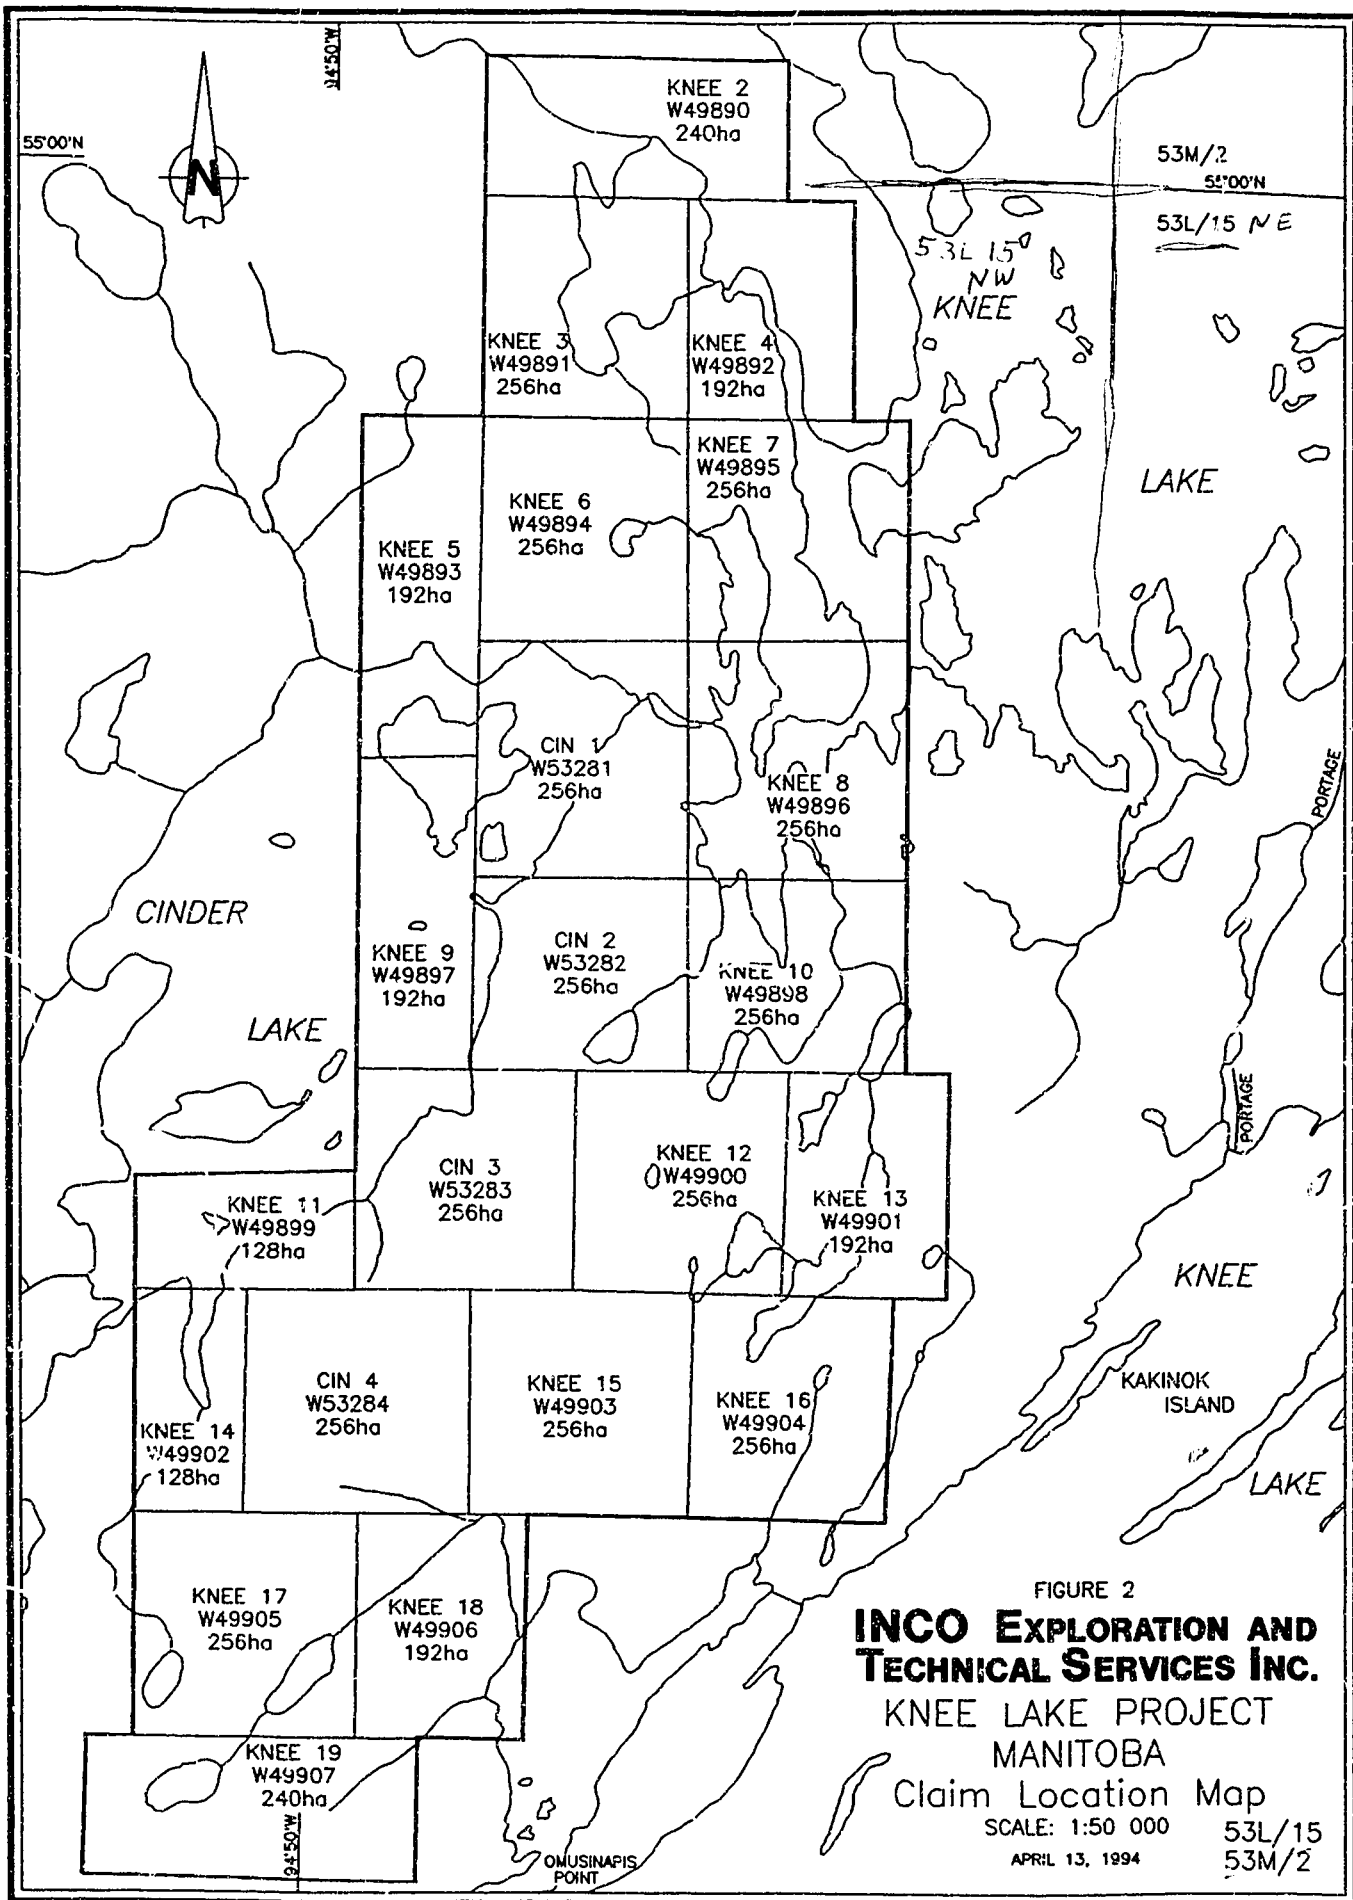 94°50'W
KNEE 2
W49890
240ha
55°00'N
N
53M/2
55°00'N
53L/15 NE
53L 15
NW
KNEE
KNEE 3
W49891
256ha
KNEE 4
W49892
192ha
KNEE 7
W49895
256ha
LAKE
KNEE 6
W49894
256ha
KNEE 5
W49893
192ha
CIN 1
W53281
256ha
KNEE 8
W49896
256ha
PORTAGE
CINDER
KNEE 9
W49897
192ha
CIN 2
W53282
256ha
KNEE 10
W49898
256ha
LAKE
PORTAGE
KNEE 11
W49899
128ha
CIN 3
W53283
256ha
KNEE 12
W49900
256ha
KNEE 13
W49901
192ha
KNEE
KAKINOK
ISLAND
LAKE
KNEE 14
W49902
128ha
CIN 4
W53284
256ha
KNEE 15
W49903
256ha
KNEE 16
W49904
256ha
KNEE 17
W49905
256ha
KNEE 18
W49906
192ha
KNEE 19
W49907
240ha
94°50'W
OMUSINAPIS
POINT
FIGURE 2
INCO EXPLORATION AND
TECHNICAL SERVICES INC.
KNEE LAKE PROJECT
MANITOBA
Claim Location Map
SCALE: 1:50 000
53L/15
APRIL 13, 1994
53M/2